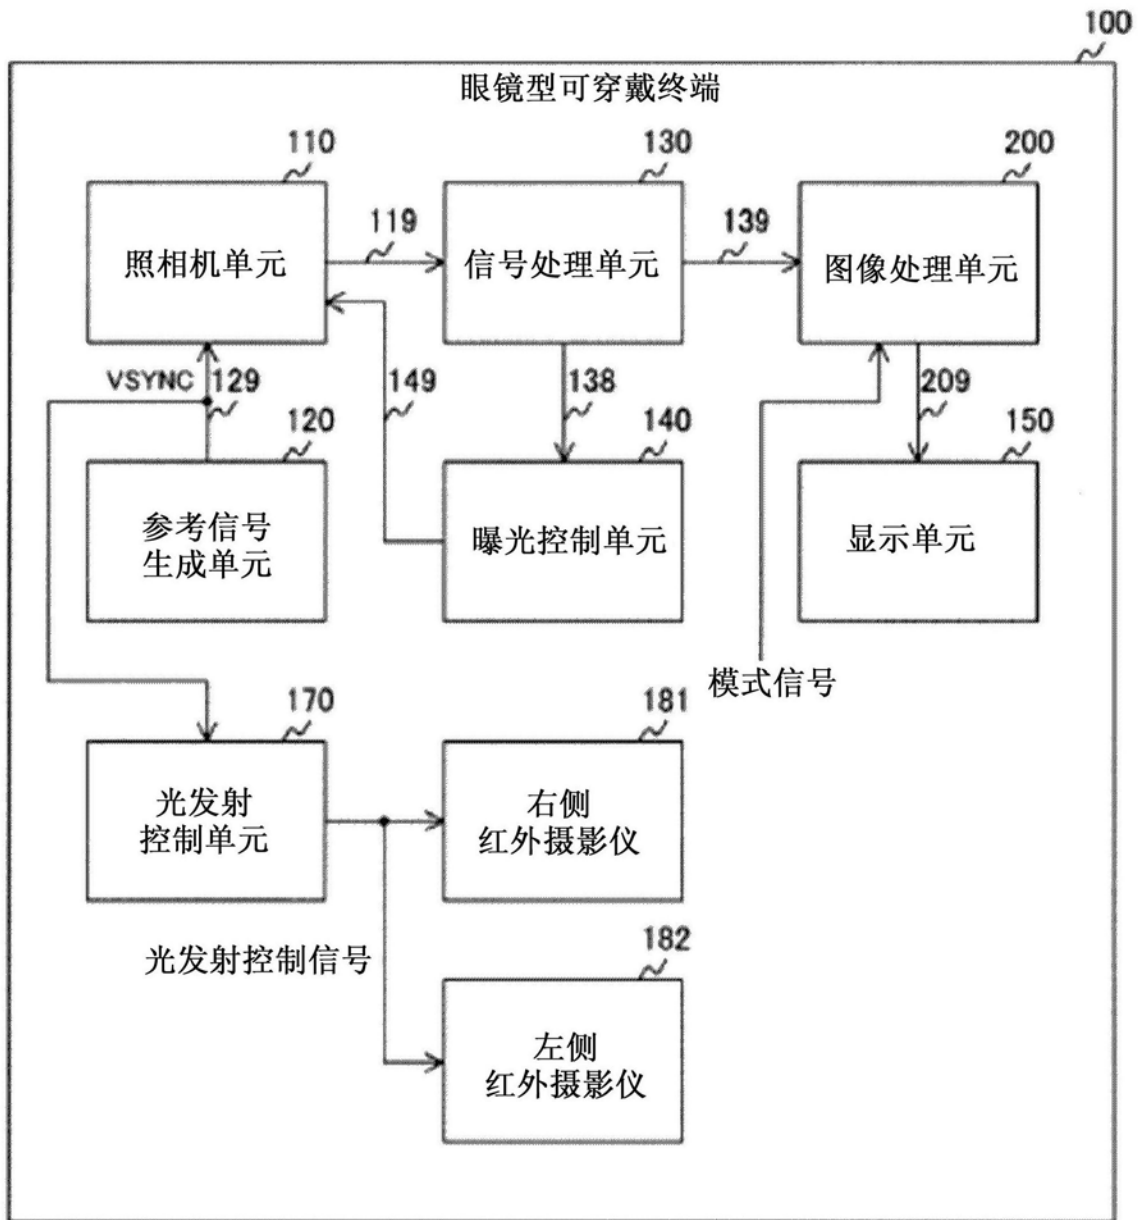 100
眼镜型可穿戴终端
110
130
200
照相机单元
119
信号处理单元
139
图像处理单元
VSYNC
129
149
138
209
120
140
150
参考信号
生成单元
曝光控制单元
显示单元
模式信号
170
181
光发射
控制单元
右侧
红外摄影仪
光发射控制信号
182
左侧
红外摄影仪